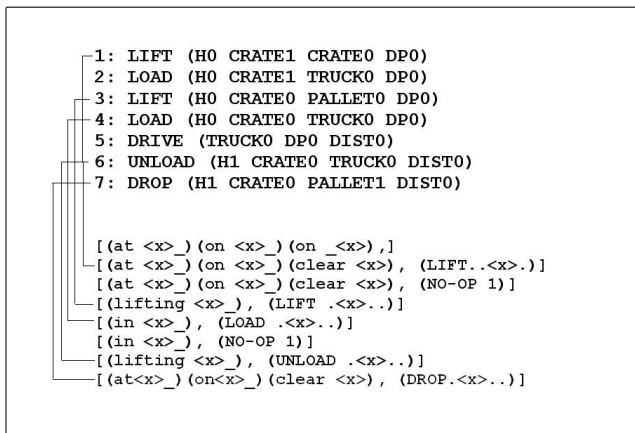 1: LIFT (H0 CRATE1 CRATE0 DP0)
2: LOAD (H0 CRATE1 TRUCK0 DP0)
3: LIFT (H0 CRATE0 PALLET0 DP0)
4: LOAD (H0 CRATE0 TRUCK0 DP0)
5: DRIVE (TRUCK0 DP0 DIST0)
6: UNLOAD (H1 CRATE0 TRUCK0 DIST0)
7: DROP (H1 CRATE0 PALLET1 DIST0)
[(at <x>_)(on <x>_)(on _<x>),]
[(at <x>_)(on <x>_)(clear <x>), (LIFT..<x>.)]
[(at <x>_)(on <x>_)(clear <x>), (NO-OP 1)]
[(lifting <x>_), (LIFT .<x>..)]
[(in <x>_), (LOAD .<x>..)]
[(in <x>_), (NO-OP 1)]
[(lifting <x>_), (UNLOAD .<x>..)]
[(at<x>_)(on<x>_)(clear <x>), (DROP.<x>..)]